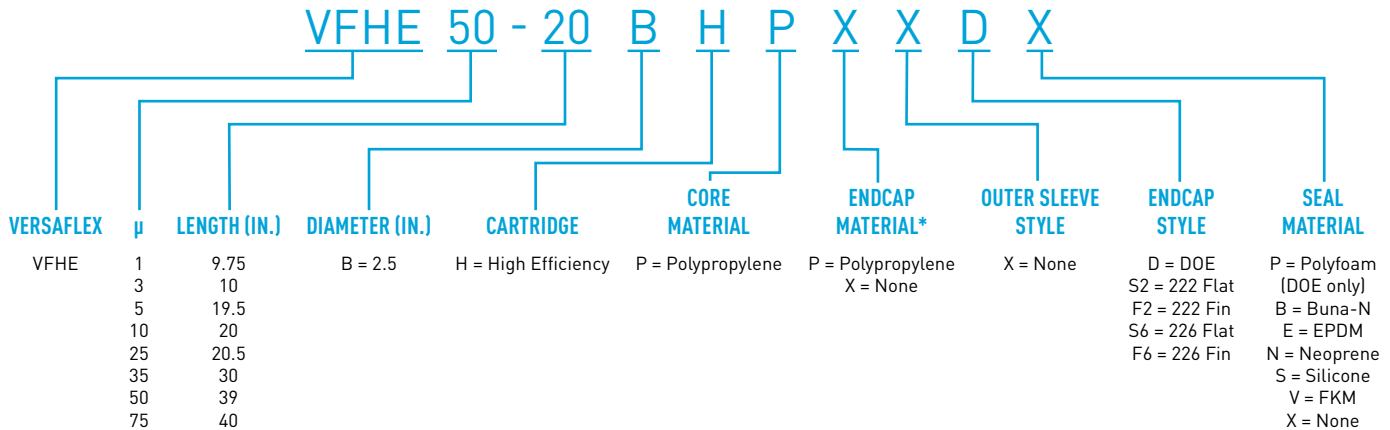 VFHE 50 - 20 B H P X X D X
VERSAFLEX
VFHE
µ
1
3
5
10
25
35
50
75
LENGTH (IN.)
9.75
10
19.5
20
20.5
30
39
40
DIAMETER (IN.)
B = 2.5
CARTRIDGE
H = High Efficiency
CORE
MATERIAL
P = Polypropylene
ENDCAP
MATERIAL*
P = Polypropylene
X = None
OUTER SLEEVE
STYLE
X = None
ENDCAP
STYLE
D = DOE
S2 = 222 Flat
F2 = 222 Fin
S6 = 226 Flat
F6 = 226 Fin
SEAL
MATERIAL
P = Polyfoam
(DOE only)
B = Buna-N
E = EPDM
N = Neoprene
S = Silicone
V = FKM
X = None